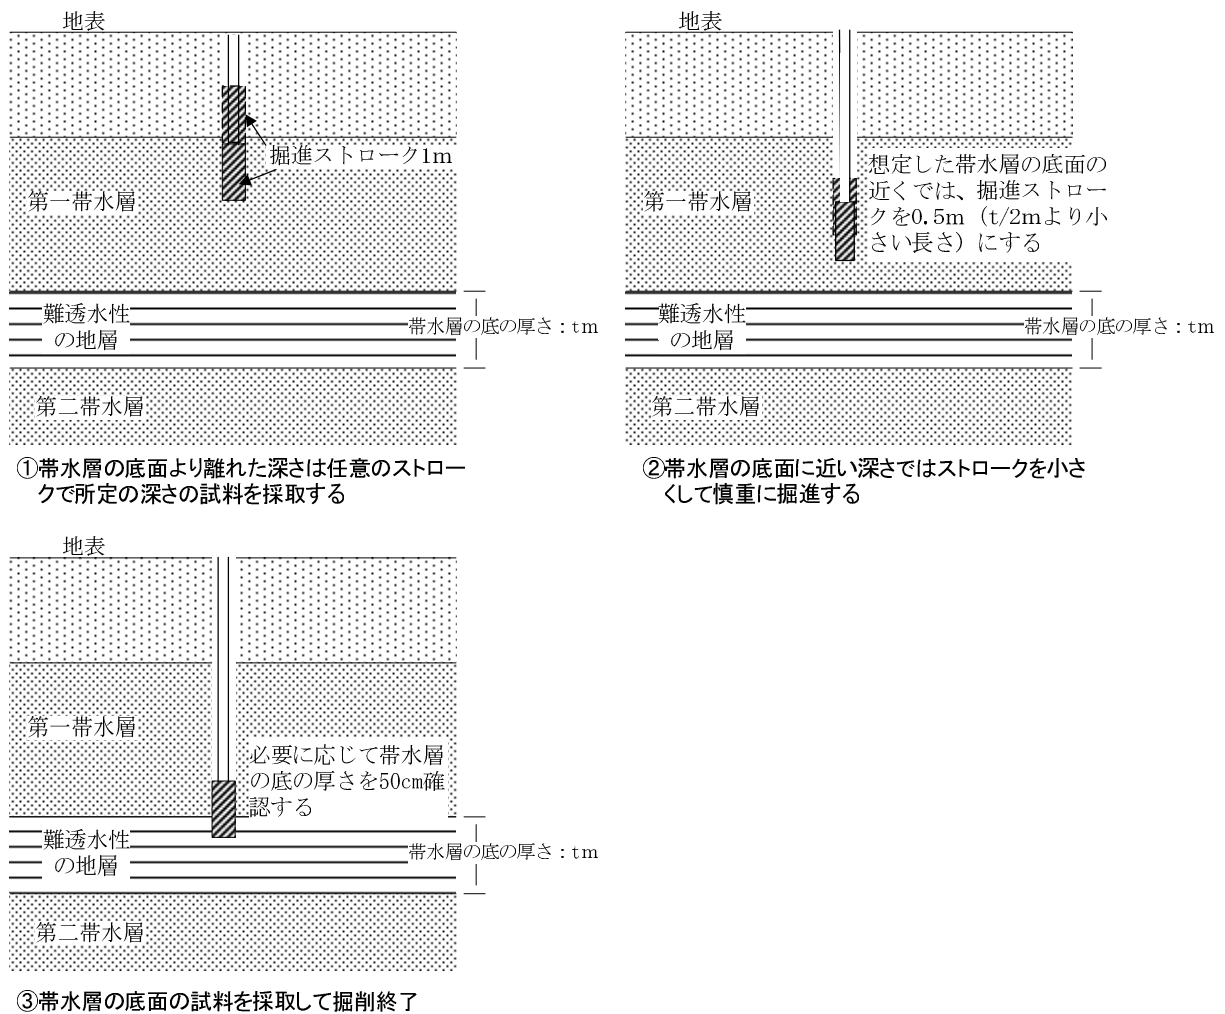 地表
掘進ストローク1m
第一帯水層
難透水性
の地層
帯水層の底の厚さ：tm
第二帯水層
①帯水層の底面より離れた深さは任意のストロー
クで所定の深さの試料を採取する
地表
想定した帯水層の底面の
近くでは、掘進ストロー
クを0.5m（t/2mより小
さい長さ）にする
第一帯水層
難透水性
の地層
帯水層の底の厚さ：tm
第二帯水層
②帯水層の底面に近い深さではストロークを小さ
くして慎重に掘進する
地表
第一帯水層
必要に応じて帯水層
の底の厚さを50cm確
認する
難透水性
の地層
帯水層の底の厚さ：tm
第二帯水層
③帯水層の底面の試料を採取して掘削終了